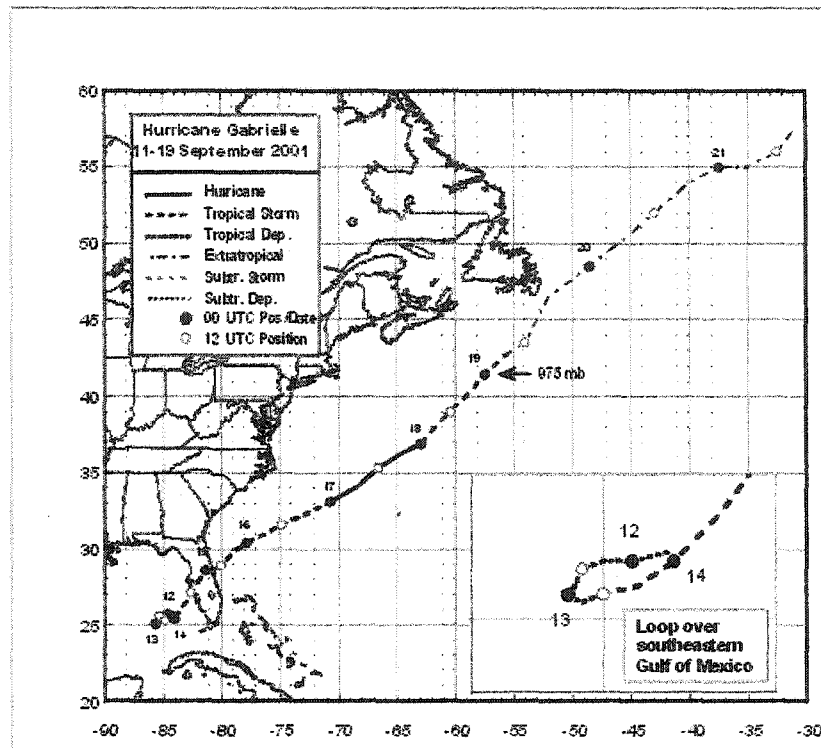 Hurricane Gabrielle
11-19 September 2001
Hurricane
Tropical Storm
Tropical Dep.
Extratropical
Subtr. Storm
Subtr. Dep.
00 UTC Pos/Date
12 UTC Position
60
55
50
45
40
35
30
25
20
-90
-85
-80
-75
-70
-65
-60
-55
-50
-45
-40
-35
-30
21
20
19
975 mb
18
17
16
12
13
14
12
14
13
Loop over
southeastern
Gulf of Mexico